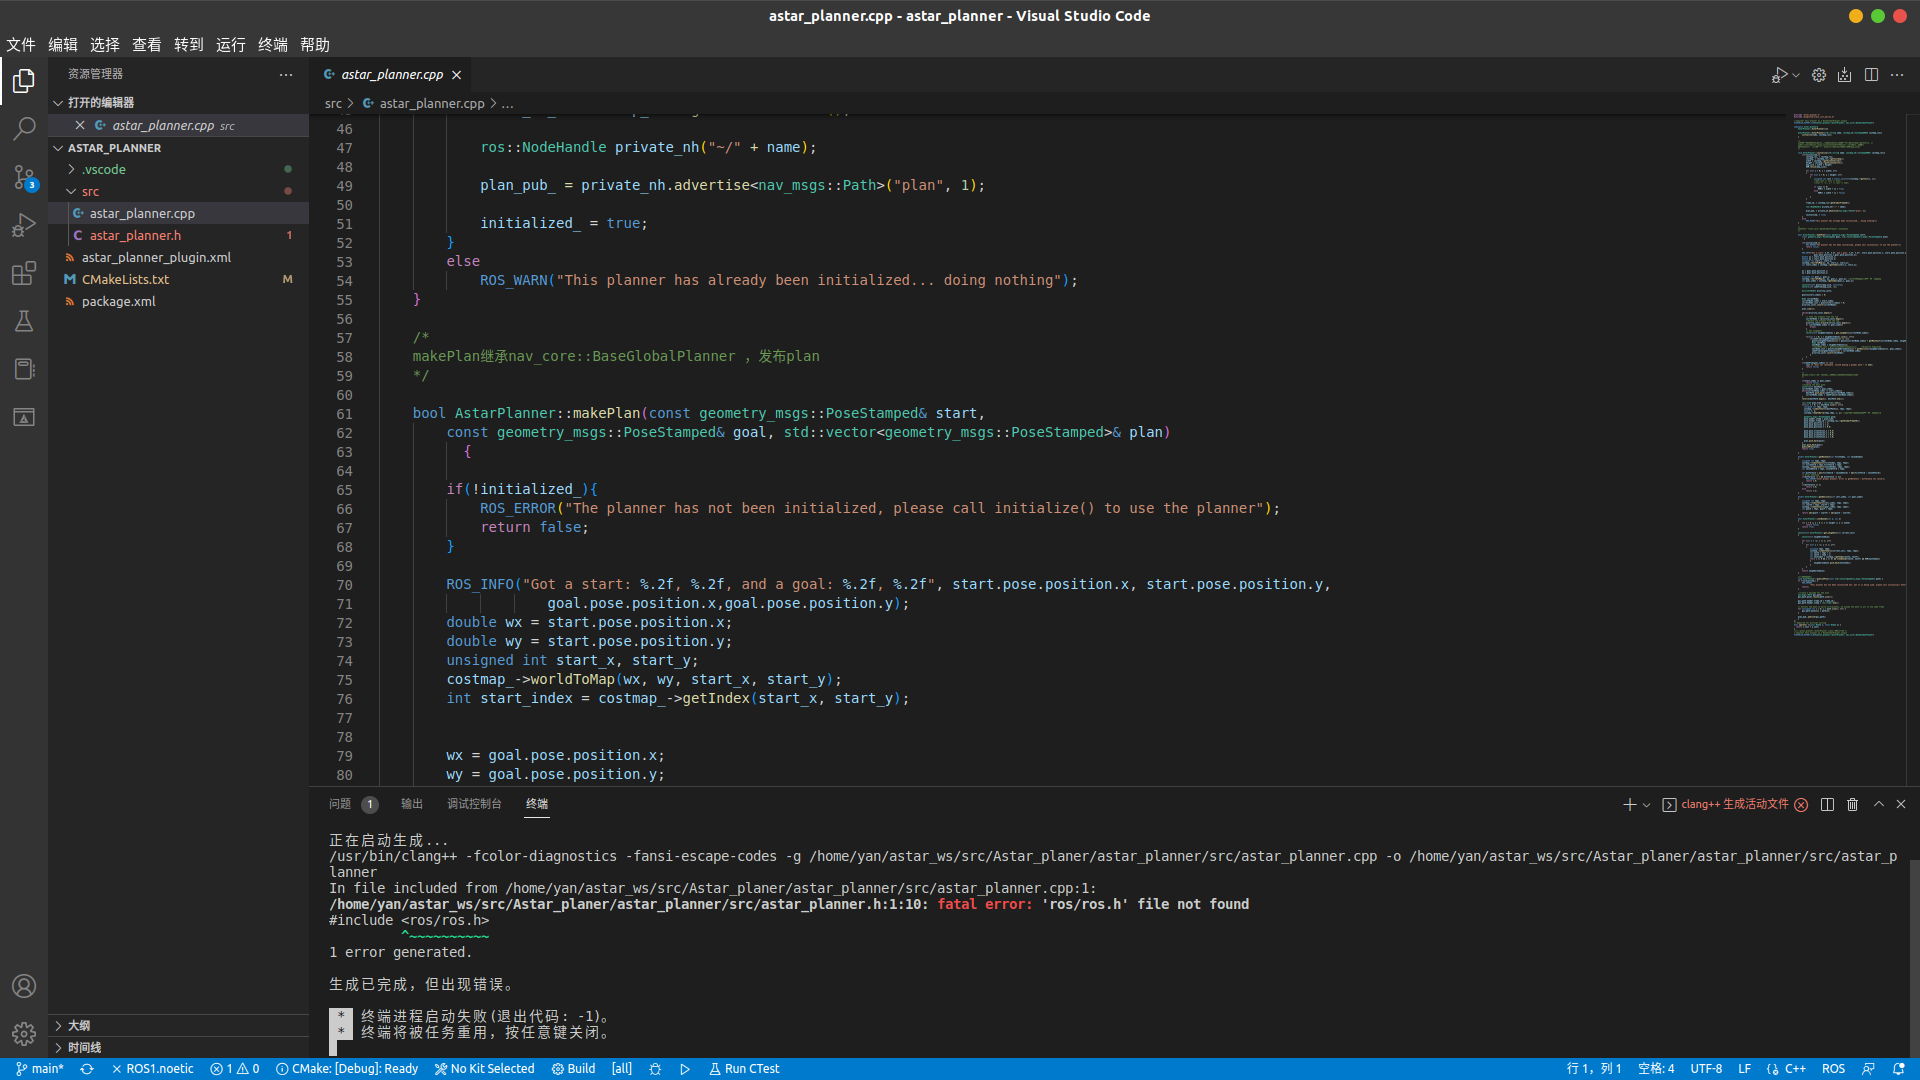 astar_planner.cpp - astar_planner - Visual Studio Code
文件 编辑 选择 查看 转到 运行 终端 帮助
资源管理器
打开的编辑器
astar_planner.cpp src
ASTAR_PLANNER
.vscode
src
astar_planner.cpp
astar_planner.h 1
astar_planner_plugin.xml
CMakeLists.txt M
package.xml
大纲
时间线
3
astar_planner.cpp
src > astar_planner.cpp > ...
46
47 ros::NodeHandle private_nh("~/" + name);
48
49 plan_pub_ = private_nh.advertise<nav_msgs::Path>("plan", 1);
50
51 initialized_ = true;
52 }
53 else
54 ROS_WARN("This planner has already been initialized... doing nothing");
55 }
56
57 /*
58 makePlan继承nav_core::BaseGlobalPlanner ，发布plan
59 */
60
61 bool AstarPlanner::makePlan(const geometry_msgs::PoseStamped& start,
62 const geometry_msgs::PoseStamped& goal, std::vector<geometry_msgs::PoseStamped>& plan)
63 {
64
65 if(!initialized_){
66 ROS_ERROR("The planner has not been initialized, please call initialize() to use the planner");
67 return false;
68 }
69
70 ROS_INFO("Got a start: %.2f, %.2f, and a goal: %.2f, %.2f", start.pose.position.x, start.pose.position.y,
71 goal.pose.position.x,goal.pose.position.y);
72 double wx = start.pose.position.x;
73 double wy = start.pose.position.y;
74 unsigned int start_x, start_y;
75 costmap_->worldToMap(wx, wy, start_x, start_y);
76 int start_index = costmap_->getIndex(start_x, start_y);
77
78
79 wx = goal.pose.position.x;
80 wy = goal.pose.position.y;
问题 1 输出 调试控制台 终端
clang++ 生成活动文件
正在启动生成...
/usr/bin/clang++ -fcolor-diagnostics -fansi-escape-codes -g /home/yan/astar_ws/src/Astar_planer/astar_planner/src/astar_planner.cpp -o /home/yan/astar_ws/src/Astar_planer/astar_planner/src/astar_p
lanner
In file included from /home/yan/astar_ws/src/Astar_planer/astar_planner/src/astar_planner.cpp:1:
/home/yan/astar_ws/src/Astar_planer/astar_planner/src/astar_planner.h:1:10: fatal error: 'ros/ros.h' file not found
#include <ros/ros.h>
^~~~~~~~~~~
1 error generated.
生成已完成，但出现错误。
* 终端进程启动失败(退出代码: -1)。
* 终端将被任务重用，按任意键关闭。
main* ROS1.noetic 1 0 CMake: [Debug]: Ready No Kit Selected Build [all] Run CTest 行 1，列 1 空格: 4 UTF-8 LF C++ ROS